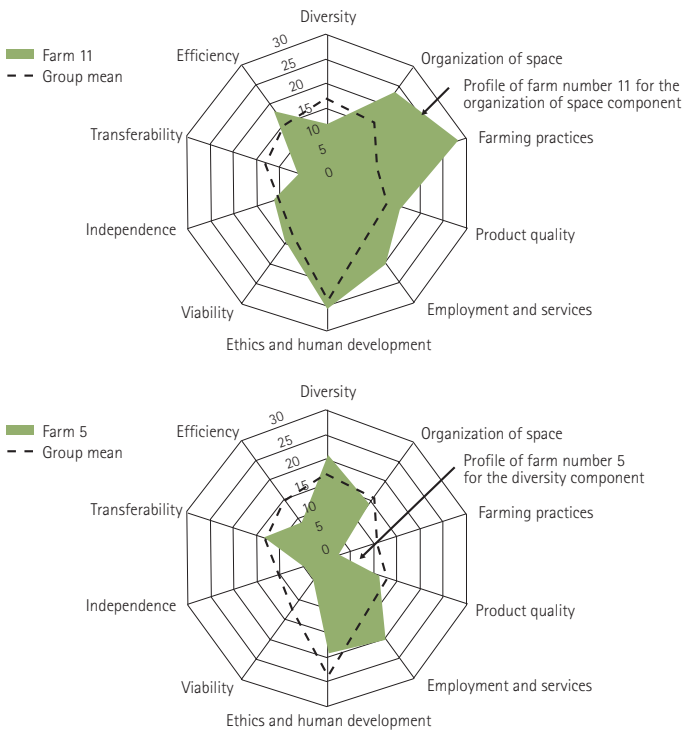 Diversity
Farm 11
Group mean
Efficiency
30
25
20
15
10
5
0
Organization of space
Profile of farm number 11 for the
organization of space component
Transferability
Farming practices
Independence
Product quality
Viability
Employment and services
Ethics and human development
Diversity
Farm 5
Group mean
Efficiency
30
25
20
15
10
5
0
Organization of space
Profile of farm number 5
for the diversity component
Transferability
Farming practices
Independence
Product quality
Viability
Employment and services
Ethics and human development